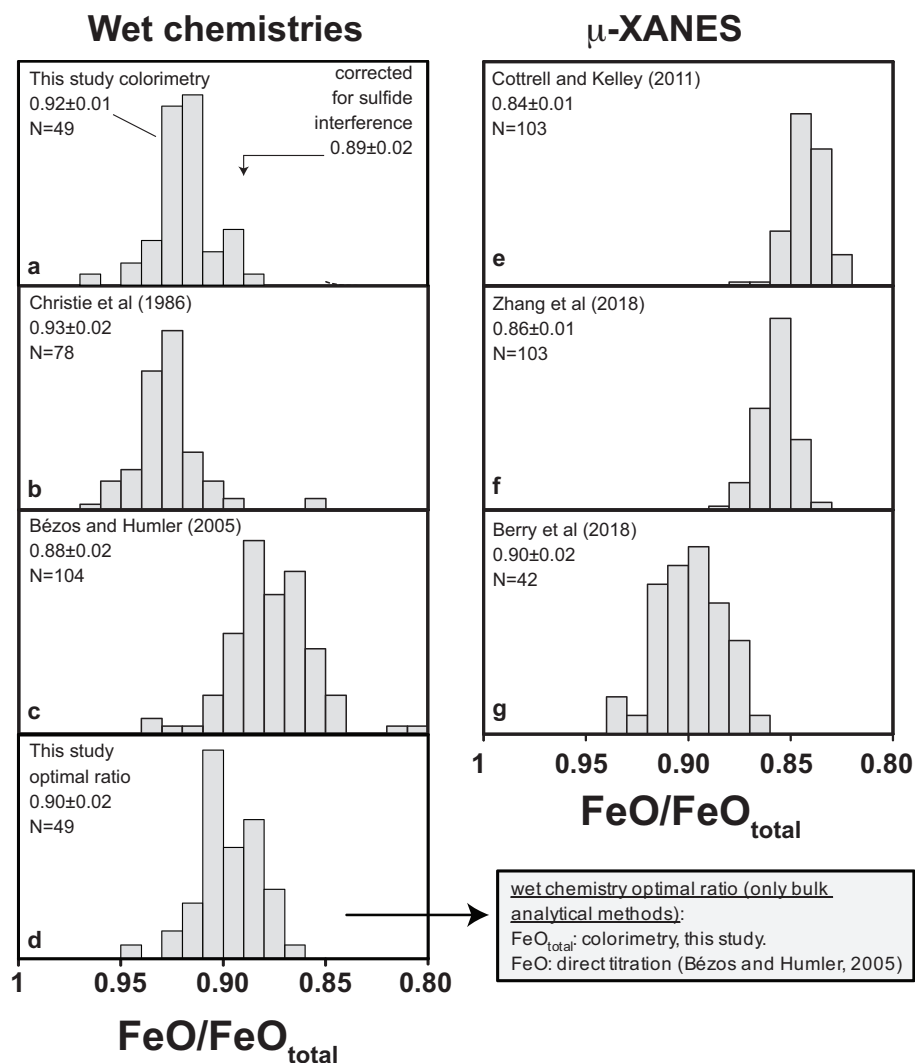 Wet chemistries
This study colorimetry
0.92±0.01
N=49
corrected
for sulfide
interference
0.89±0.02
a
Christie et al (1986)
0.93±0.02
N=78
b
Bézos and Humler (2005)
0.88±0.02
N=104
c
This study
optimal ratio
0.90±0.02
N=49
d
1 0.95 0.90 0.85 0.80
FeO/FeOtotal
μ-XANES
Cottrell and Kelley (2011)
0.84±0.01
N=103
e
Zhang et al (2018)
0.86±0.01
N=103
f
Berry et al (2018)
0.90±0.02
N=42
g
1 0.95 0.90 0.85 0.80
FeO/FeOtotal
wet chemistry optimal ratio (only bulk
analytical methods):
FeOtotal: colorimetry, this study.
FeO: direct titration (Bézos and Humler, 2005)